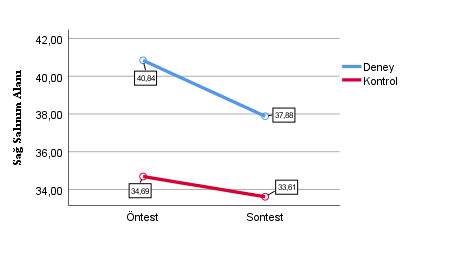 42,00
40,00
38,00
36,00
34,00
Sağ Salınım Alanı
40,84
37,88
34,69
33,61
Öntest
Sontest
Deney
Kontrol